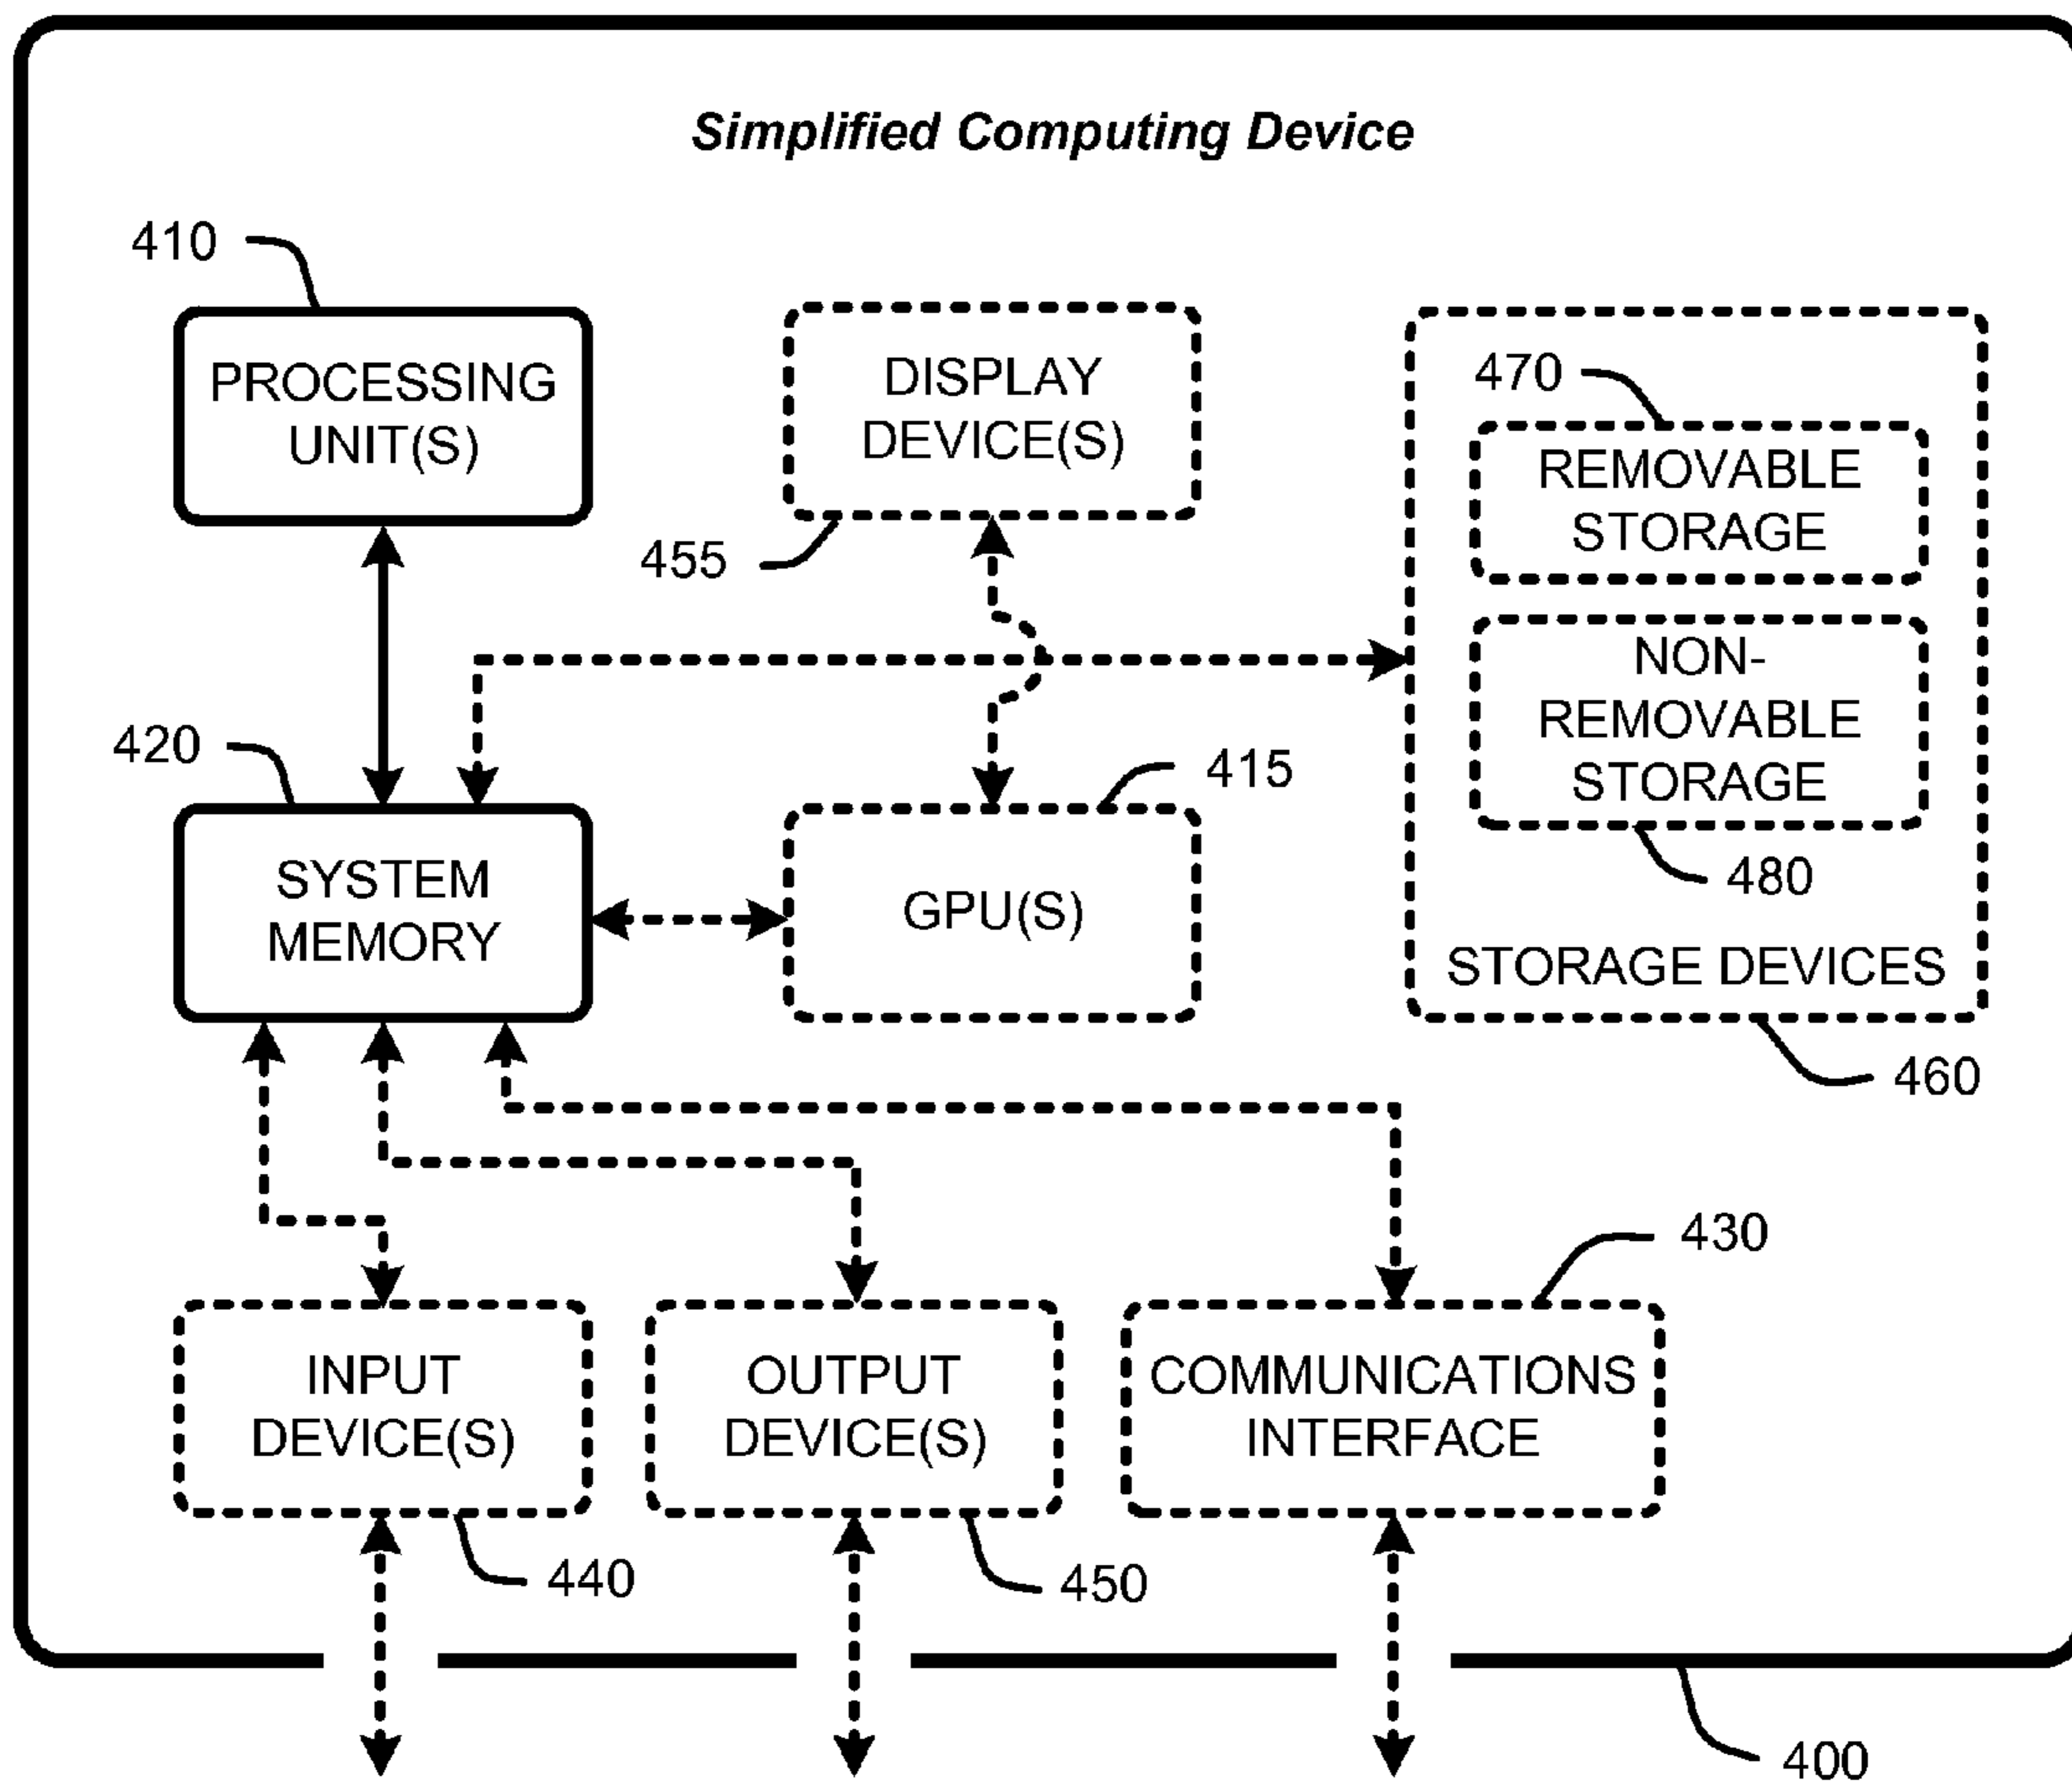 Simplified Computing Device
410
PROCESSING
UNIT(S)
DISPLAY
DEVICE(S)
455
470
REMOVABLE
STORAGE
NON-
REMOVABLE
STORAGE
480
STORAGE DEVICES
460
420
SYSTEM
MEMORY
415
GPU(S)
430
INPUT
DEVICE(S)
440
OUTPUT
DEVICE(S)
450
COMMUNICATIONS
INTERFACE
400